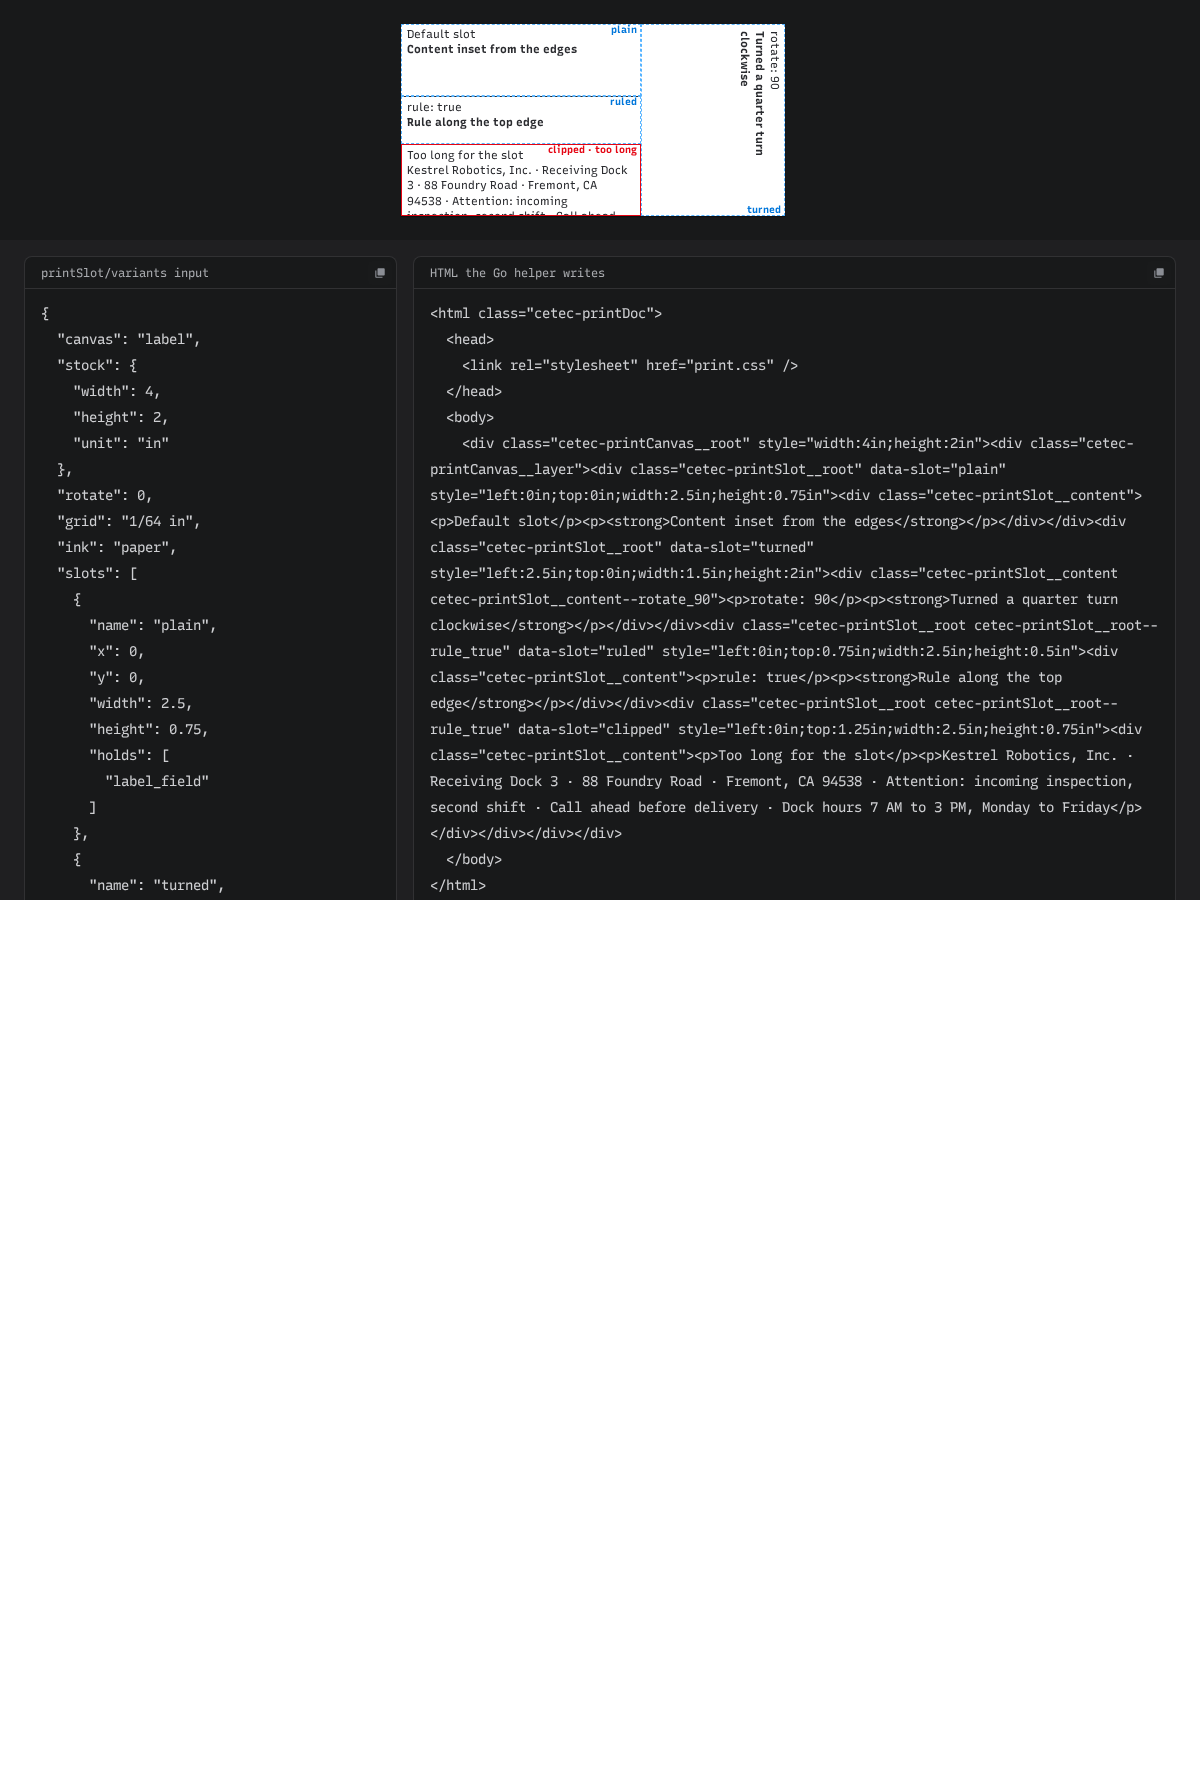 Default slot
plain
Content inset from the edges
rule: true
ruled
Rule along the top edge
Too long for the slot
clipped · too long
Kestrel Robotics, Inc. · Receiving Dock
3 · 88 Foundry Road · Fremont, CA
94538 · Attention: incoming
inspection, second shift · Call ahead
rotate: 90
Turned a quarter turn
clockwise
turned
printSlot/variants input
{
"canvas": "label",
"stock": {
"width": 4,
"height": 2,
"unit": "in"
},
"rotate": 0,
"grid": "1/64 in",
"ink": "paper",
"slots": [
{
"name": "plain",
"x": 0,
"y": 0,
"width": 2.5,
"height": 0.75,
"holds": [
"label_field"
]
},
{
"name": "turned",
HTML the Go helper writes
<html class="cetec-printDoc">
<head>
<link rel="stylesheet" href="print.css" />
</head>
<body>
<div class="cetec-printCanvas__root" style="width:4in;height:2in"><div class="cetec-
printCanvas__layer"><div class="cetec-printSlot__root" data-slot="plain"
style="left:0in;top:0in;width:2.5in;height:0.75in"><div class="cetec-printSlot__content">
<p>Default slot</p><p><strong>Content inset from the edges</strong></p></div></div><div
class="cetec-printSlot__root" data-slot="turned"
style="left:2.5in;top:0in;width:1.5in;height:2in"><div class="cetec-printSlot__content
cetec-printSlot__content--rotate_90"><p>rotate: 90</p><p><strong>Turned a quarter turn
clockwise</strong></p></div></div><div class="cetec-printSlot__root cetec-printSlot__root--
rule_true" data-slot="ruled" style="left:0in;top:0.75in;width:2.5in;height:0.5in"><div
class="cetec-printSlot__content"><p>rule: true</p><p><strong>Rule along the top
edge</strong></p></div></div><div class="cetec-printSlot__root cetec-printSlot__root--
rule_true" data-slot="clipped" style="left:0in;top:1.25in;width:2.5in;height:0.75in"><div
class="cetec-printSlot__content"><p>Too long for the slot</p><p>Kestrel Robotics, Inc. ·
Receiving Dock 3 · 88 Foundry Road · Fremont, CA 94538 · Attention: incoming inspection,
second shift · Call ahead before delivery · Dock hours 7 AM to 3 PM, Monday to Friday</p>
</div></div></div></div>
</body>
</html>